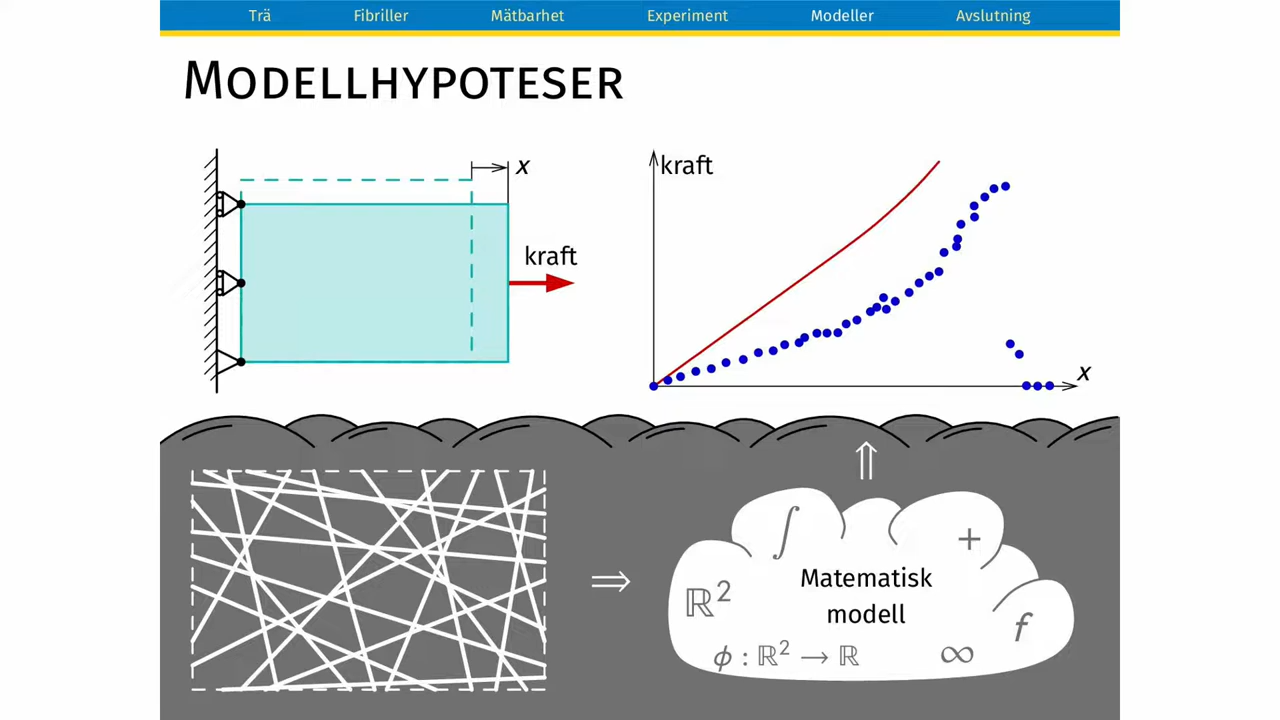 Trä Fibriller Mätbarhet Experiment Modeller Avslutning
MODELLHYPOTESER
x
kraft
kraft
x
⇒
⇑
∫
+
ℝ²
Matematisk
modell
f
ϕ : ℝ² → ℝ
∞